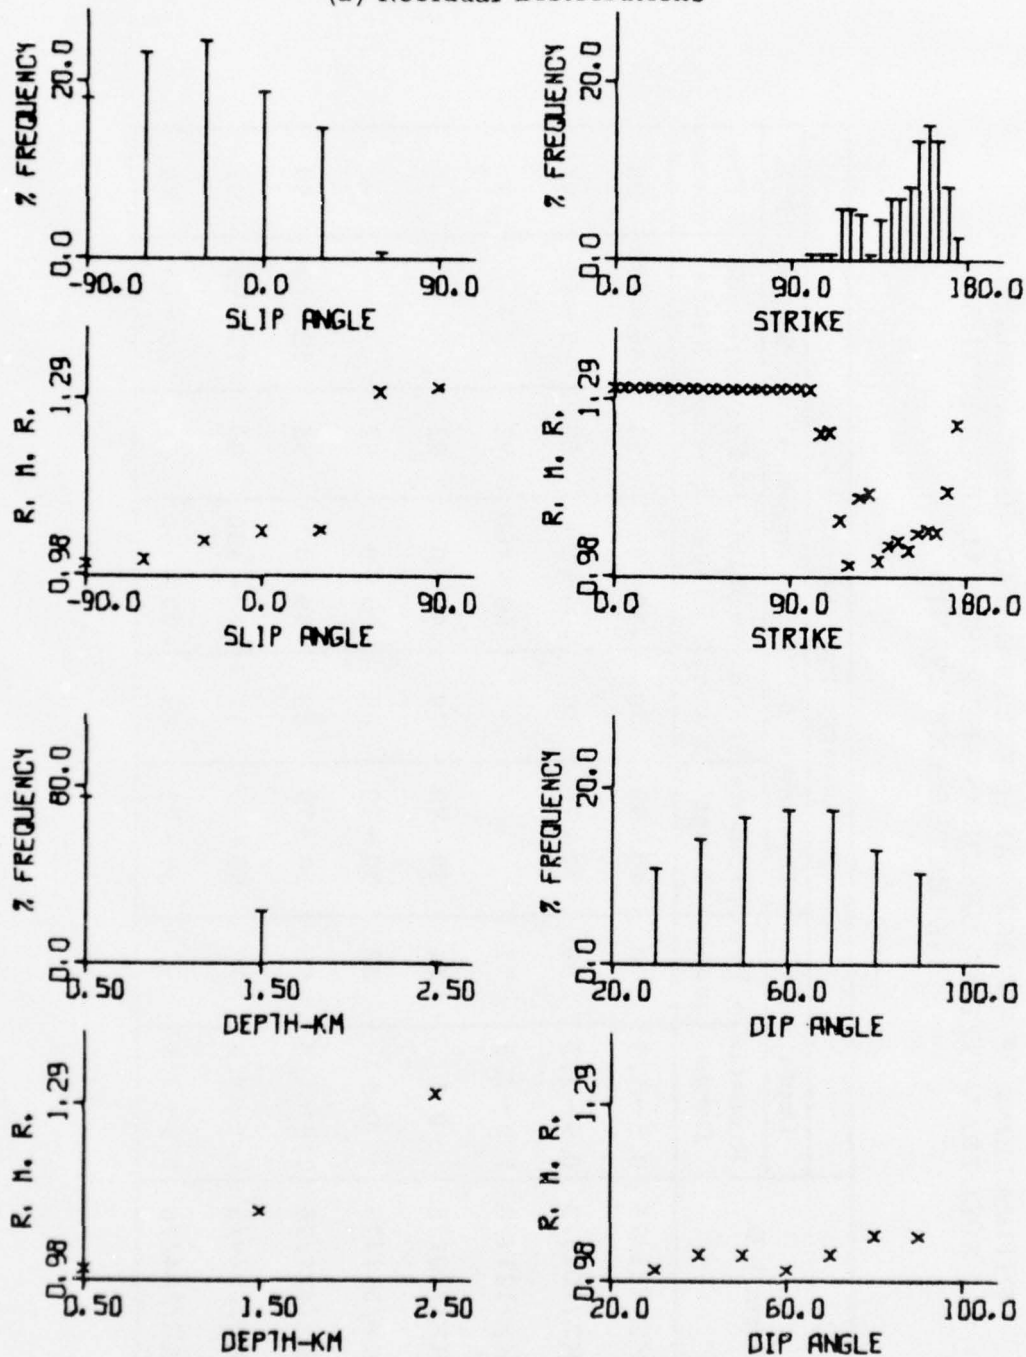 % FREQUENCY
20.0
0.0
-90.0 0.0 90.0
SLIP ANGLE
% FREQUENCY
20.0
0.0
0.0 90.0 180.0
STRIKE
R. M. R.
1.29
0.98
-90.0 0.0 90.0
SLIP ANGLE
R. M. R.
1.29
0.98
0.0 90.0 180.0
STRIKE
% FREQUENCY
80.0
0.0
0.50 1.50 2.50
DEPTH-KM
% FREQUENCY
20.0
0.0
20.0 60.0 100.0
DIP ANGLE
R. M. R.
1.29
0.98
0.50 1.50 2.50
DEPTH-KM
R. M. R.
1.29
0.98
20.0 60.0 100.0
DIP ANGLE